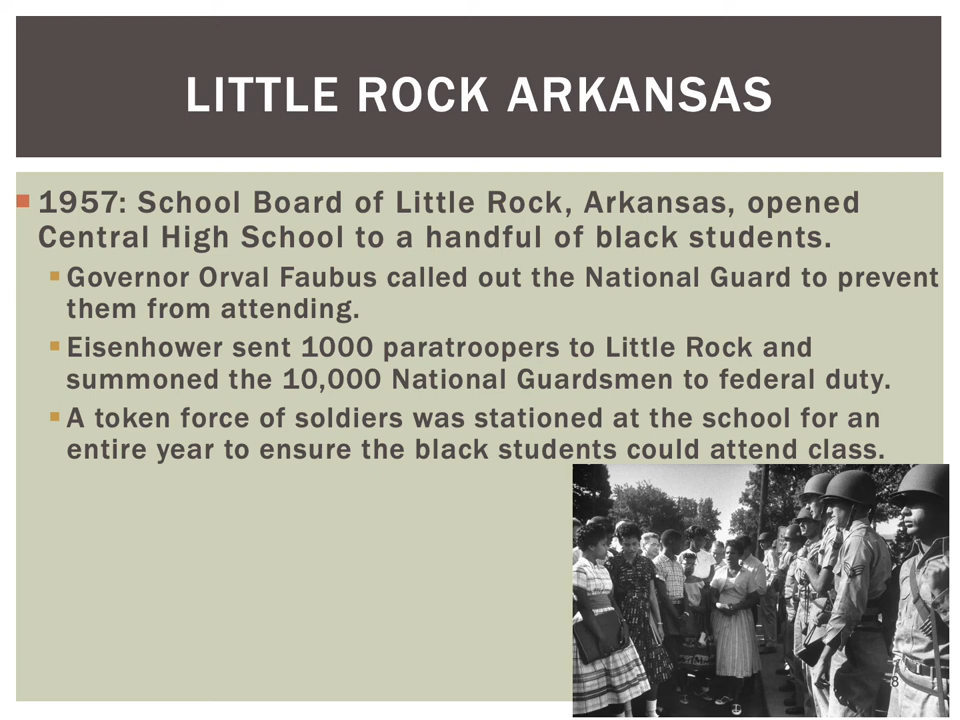 LITTLE ROCK ARKANSAS
1957: School Board of Little Rock, Arkansas, opened
Central High School to a handful of black students.
Governor Orval Faubus called out the National Guard to prevent
them from attending.
Eisenhower sent 1000 paratroopers to Little Rock and
summoned the 10,000 National Guardsmen to federal duty.
A token force of soldiers was stationed at the school for an
entire year to ensure the black students could attend class.
8